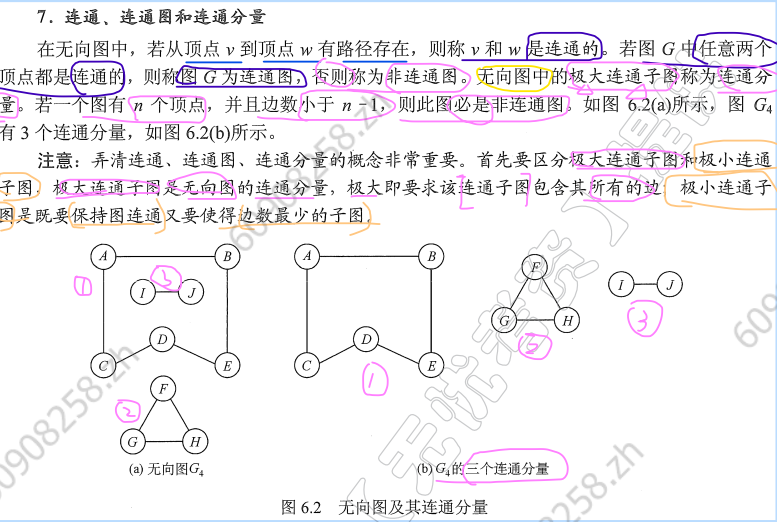 7．连通、连通图和连通分量
在无向图中，若从顶点 v 到顶点 w 有路径存在，则称 v 和 w 是连通的。若图 G 中任意两个
顶点都是连通的，则称图 G 为连通图，否则称为非连通图。无向图中的极大连通子图称为连通分
量。若一个图有 n 个顶点，并且边数小于 n－1，则此图必是非连通图。如图 6.2(a)所示，图 G4
有 3 个连通分量，如图 6.2(b)所示。
注意：弄清连通、连通图、连通分量的概念非常重要。首先要区分极大连通子图和极小连通
子图，极大连通子图是无向图的连通分量，极大即要求该连通子图包含其所有的边；极小连通子
图是既要保持图连通又要使得边数最少的子图。
A B A B
① ③ F
I J I J
D G H ③
D
C E C E
①
F
②
G H
(a) 无向图G4 (b) G4的三个连通分量
图 6.2 无向图及其连通分量
60908258.zh
60908258.zh
60908258.zh